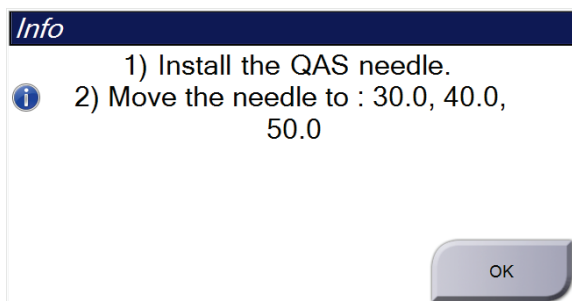 Info
1) Install the QAS needle.
2) Move the needle to : 30.0, 40.0,
50.0
OK